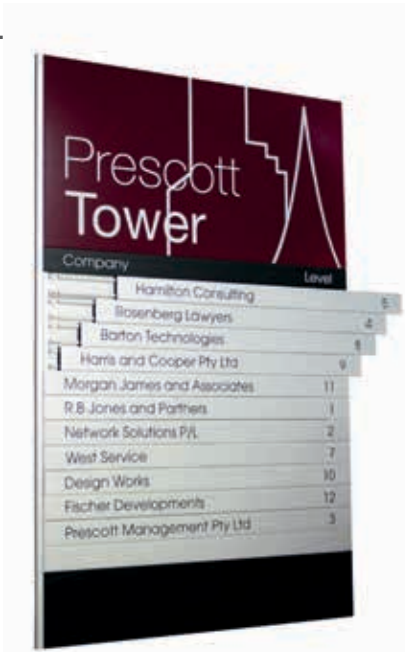 Prescott
Tower
Company Level
Hamilton Consulting 5
Rosenberg Lawyers 4
Barton Technologies 8
Harris and Cooper Pty Ltd 9
Morgan James and Associates 11
R.B Jones and Partners 1
Network Solutions P/L 2
West Service 7
Design Works 10
Fischer Developments 12
Prescott Management Pty Ltd 3